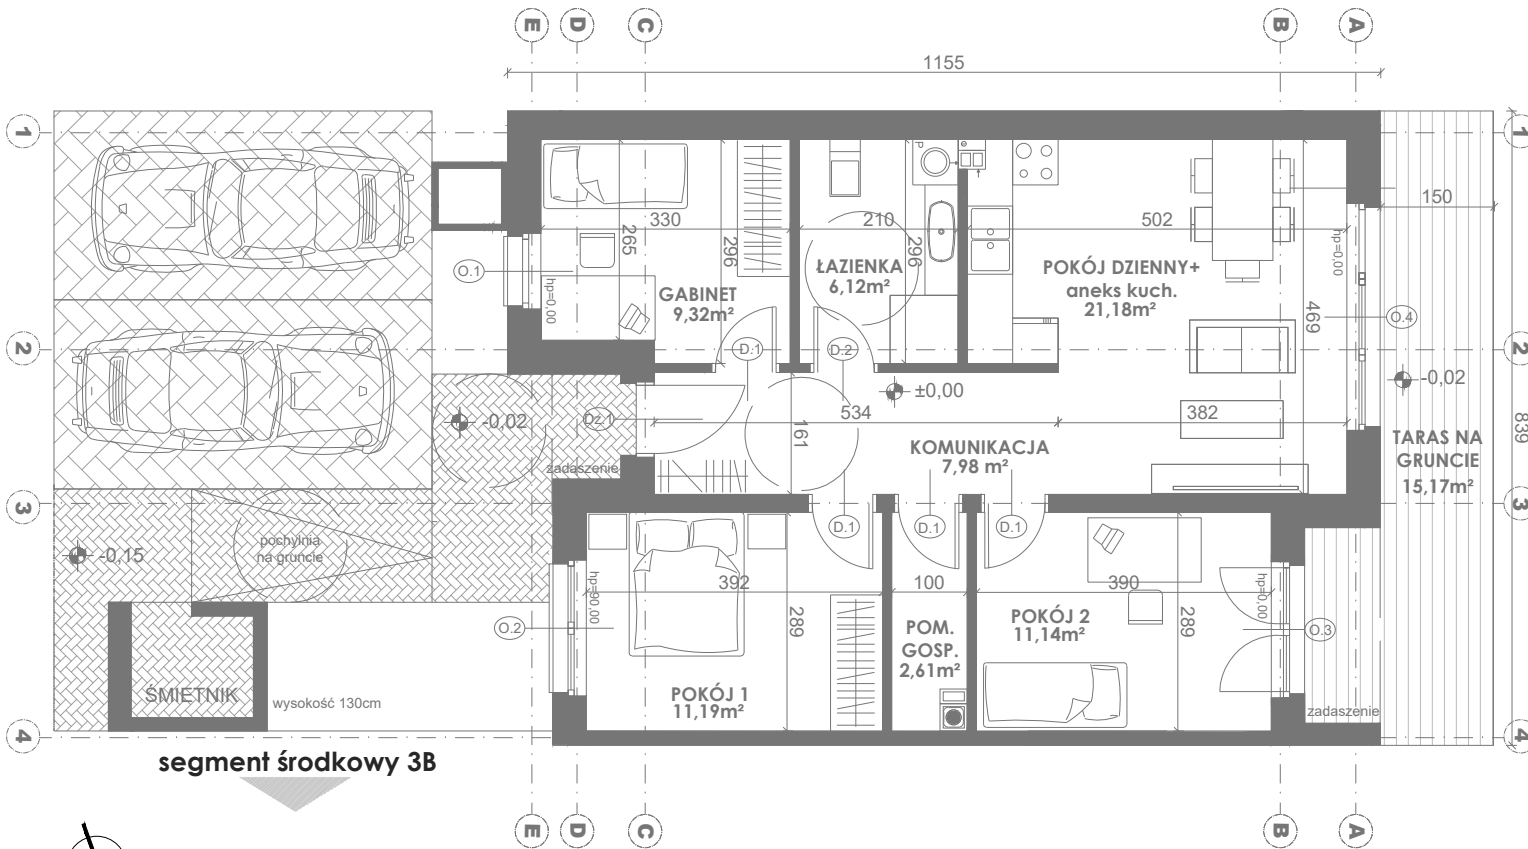 E
D
C
B
A
1155
1
1
150
330
210
502
265
296
296
469
P
hp=0,00
hp=0,00
O.1
O.4
GABINET
9,32m²
ŁAZIENKA
6,12m²
POKÓJ DZIENNY+
aneks kuch.
21,18m²
2
2
D.1
D.2
±0,00
-0,02
-0,02
Dz.1
534
382
161
839
KOMUNIKACJA
7,98 m²
TARAS NA
GRUNCIE
15,17m²
zadaszenie
3
3
D.1
D.1
D.1
-0,15
pochylnia
na gruncie
392
100
390
hp=90,00
hp=0,00
289
289
O.2
O.3
POKÓJ 1
11,19m²
POM.
GOSP.
2,61m²
POKÓJ 2
11,14m²
ŚMIETNIK
wysokość 130cm
zadaszenie
4
4
segment środkowy 3B
E
D
C
B
A